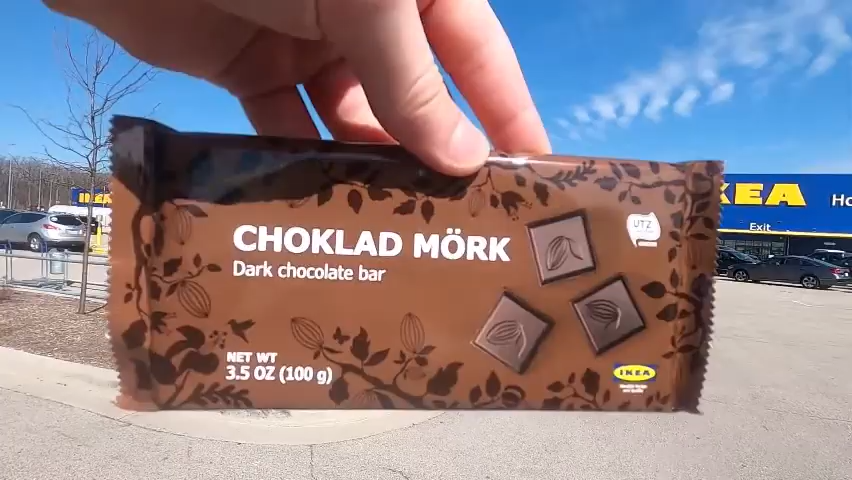 CHOKLAD MÖRK
Dark chocolate bar
UTZ
NET WT
3.5 OZ (100 g)
IKEA
IKEA
Exit